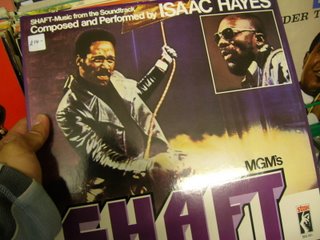 SHAFT-Music from the Soundtrack
Composed and Performed by ISAAC HAYES
MGM's
SHAFT